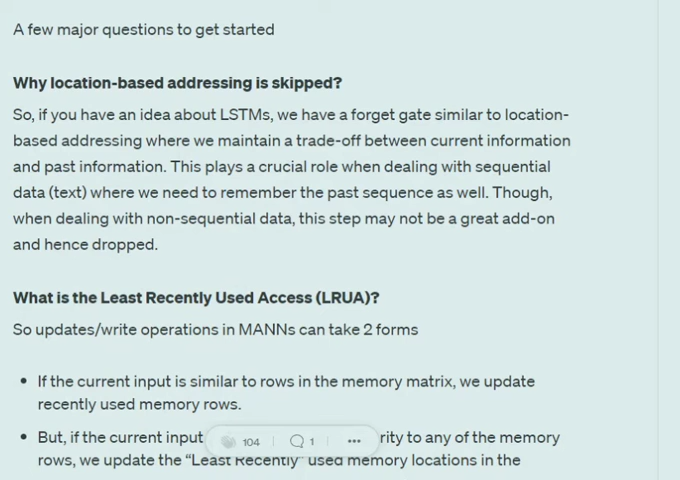 A few major questions to get started
Why location-based addressing is skipped?
So, if you have an idea about LSTMs, we have a forget gate similar to location-
based addressing where we maintain a trade-off between current information
and past information. This plays a crucial role when dealing with sequential
data (text) where we need to remember the past sequence as well. Though,
when dealing with non-sequential data, this step may not be a great add-on
and hence dropped.
What is the Least Recently Used Access (LRUA)?
So updates/write operations in MANNs can take 2 forms
• If the current input is similar to rows in the memory matrix, we update
recently used memory rows.
• But, if the current input rity to any of the memory
104 1 •••
rows, we update the “Least Recently” used memory locations in the